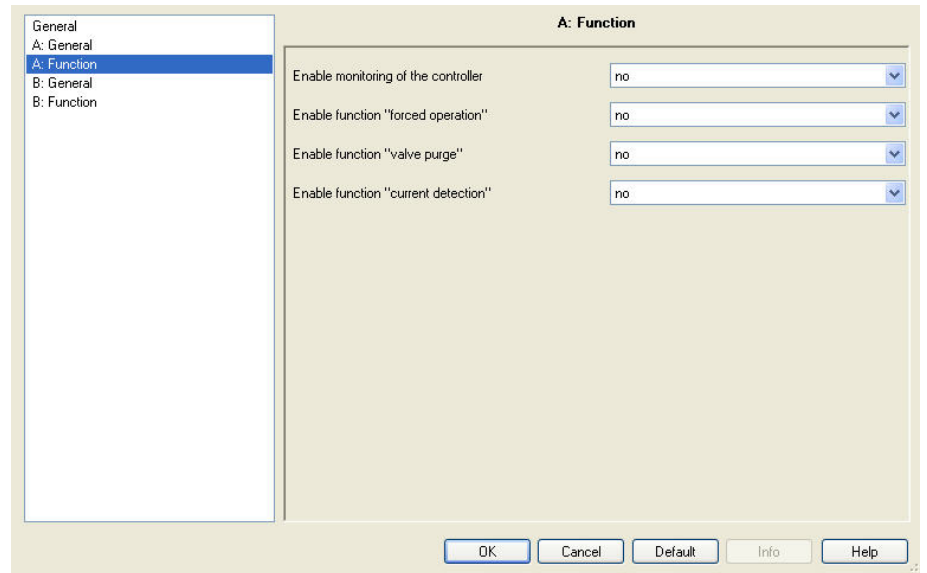 General
A: General
A: Function
B: General
B: Function
A: Function
Enable monitoring of the controller no
Enable function "forced operation" no
Enable function "valve purge" no
Enable function "current detection" no
OK Cancel Default Info Help